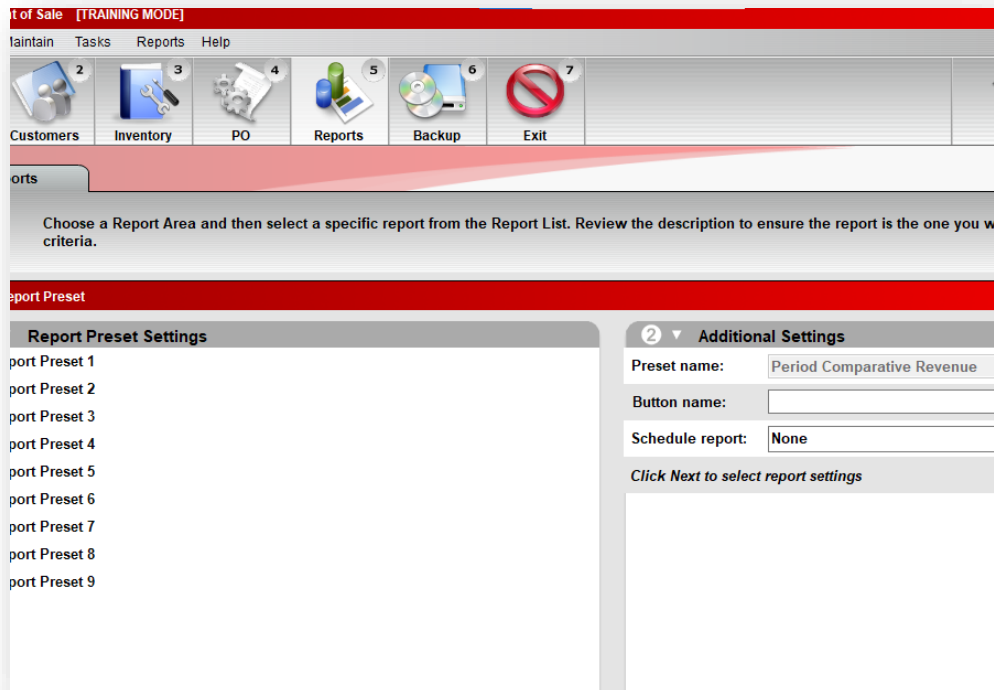 nt of Sale [TRAINING MODE]
Maintain Tasks Reports Help
2 3 4 5 6 7
Customers Inventory PO Reports Backup Exit
orts
Choose a Report Area and then select a specific report from the Report List. Review the description to ensure the report is the one you w
criteria.
eport Preset
Report Preset Settings
port Preset 1
port Preset 2
port Preset 3
port Preset 4
port Preset 5
port Preset 6
port Preset 7
port Preset 8
port Preset 9
2 Additional Settings
Preset name: Period Comparative Revenue
Button name:
Schedule report: None
Click Next to select report settings